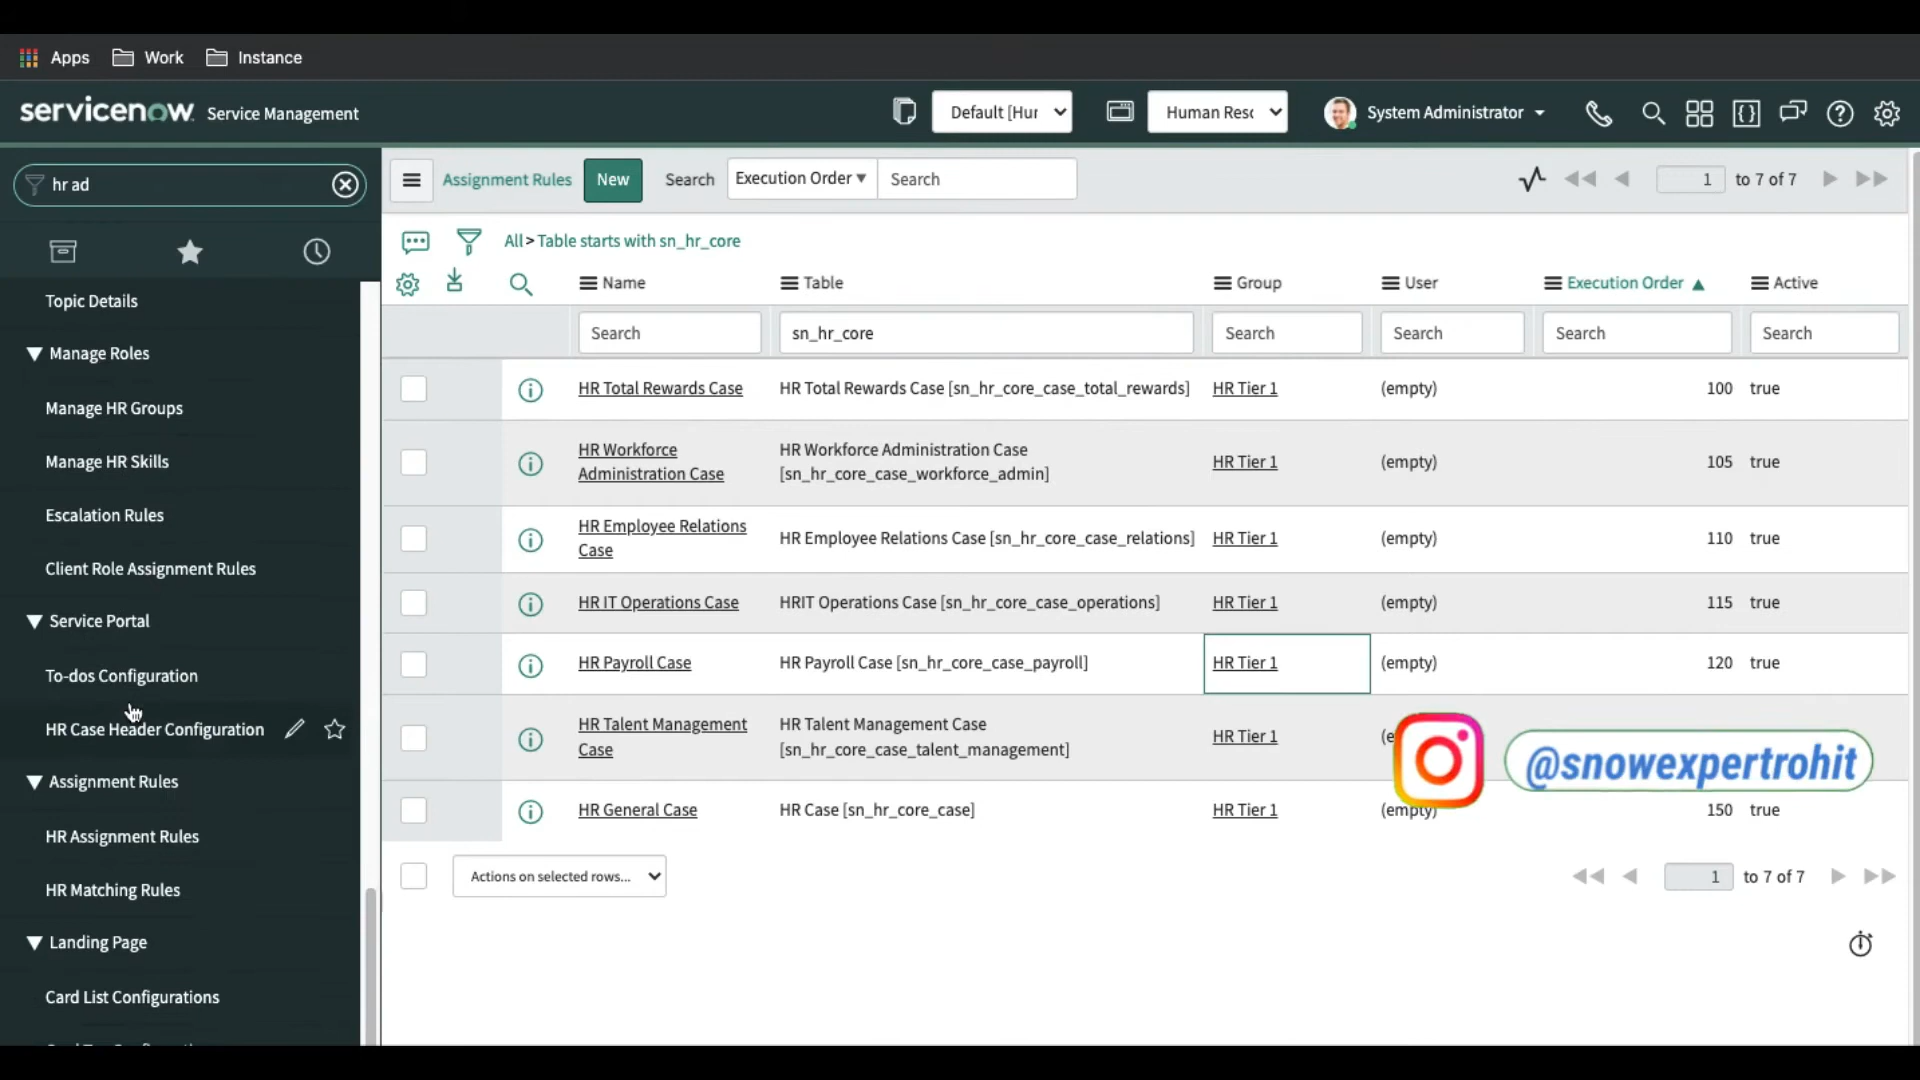 Apps Work Instance
servicenow Service Management Default [Hur Human Resc System Administrator
hr ad
Topic Details
Manage Roles
Manage HR Groups
Manage HR Skills
Escalation Rules
Client Role Assignment Rules
Service Portal
To-dos Configuration
HR Case Header Configuration
Assignment Rules
HR Assignment Rules
HR Matching Rules
Landing Page
Card List Configurations
Assignment Rules New Search Execution Order Search 1 to 7 of 7
All > Table starts with sn_hr_core
Name Table Group User Execution Order Active
Search sn_hr_core Search Search Search Search
HR Total Rewards Case HR Total Rewards Case [sn_hr_core_case_total_rewards] HR Tier 1 (empty) 100 true
HR Workforce HR Workforce Administration Case
Administration Case [sn_hr_core_case_workforce_admin] HR Tier 1 (empty) 105 true
HR Employee Relations
Case HR Employee Relations Case [sn_hr_core_case_relations] HR Tier 1 (empty) 110 true
HR IT Operations Case HRIT Operations Case [sn_hr_core_case_operations] HR Tier 1 (empty) 115 true
HR Payroll Case HR Payroll Case [sn_hr_core_case_payroll] HR Tier 1 (empty) 120 true
HR Talent Management HR Talent Management Case
Case [sn_hr_core_case_talent_management] HR Tier 1
@snowexpertrohit
HR General Case HR Case [sn_hr_core_case] HR Tier 1 (empty) 150 true
Actions on selected rows... 1 to 7 of 7